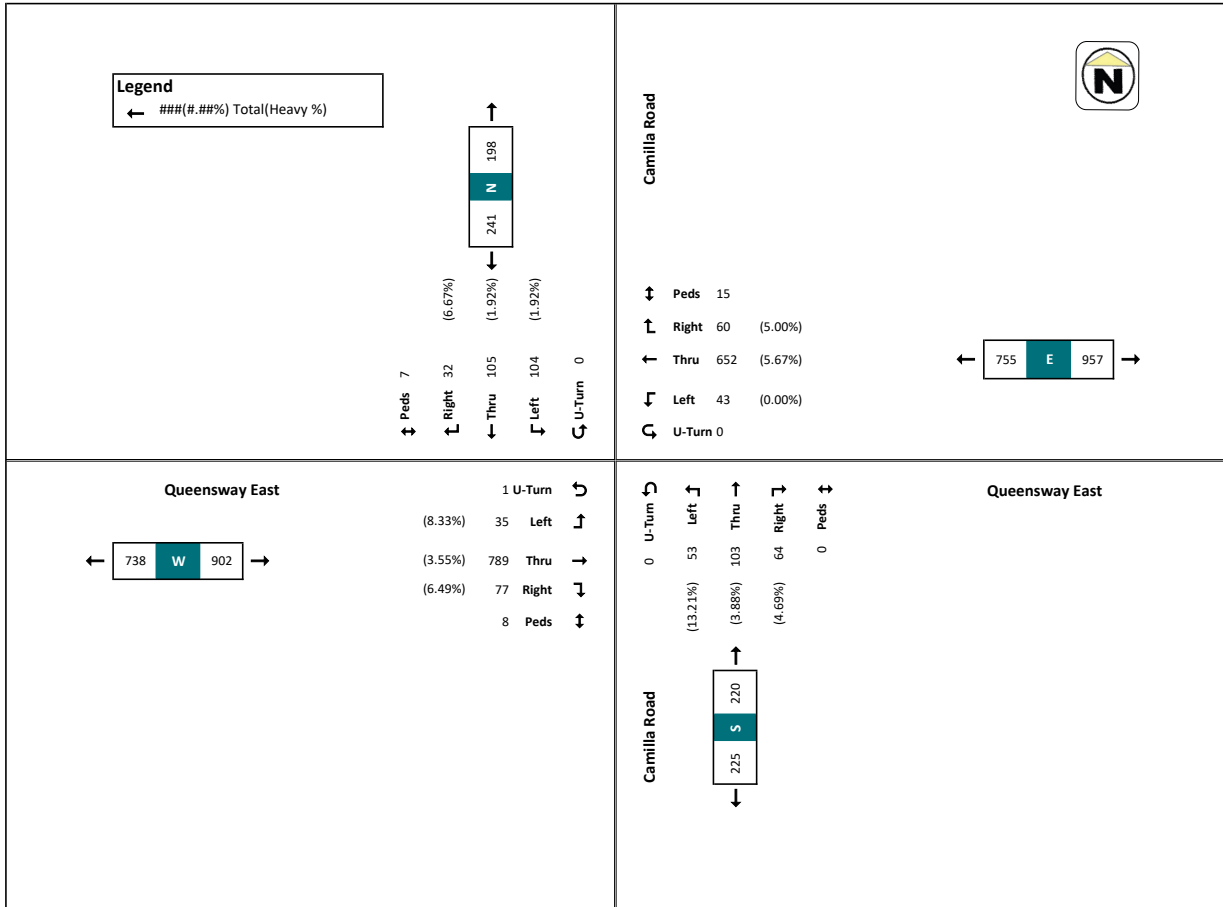 Legend
###(#.##%) Total(Heavy %)
198
N
241
(6.67%)
(1.92%)
(1.92%)
Peds 7
Right 32
Thru 105
Left 104
U-Turn 0
Camilla Road
N
Peds 15
Right 60 (5.00%)
Thru 652 (5.67%)
Left 43 (0.00%)
U-Turn 0
755 E 957
Queensway East
1 U-Turn
(8.33%) 35 Left
(3.55%) 789 Thru
(6.49%) 77 Right
8 Peds
738 W 902
0 U-Turn
(13.21%) 53 Left
(3.88%) 103 Thru
(4.69%) 64 Right
0 Peds
Queensway East
Camilla Road
220
S
225